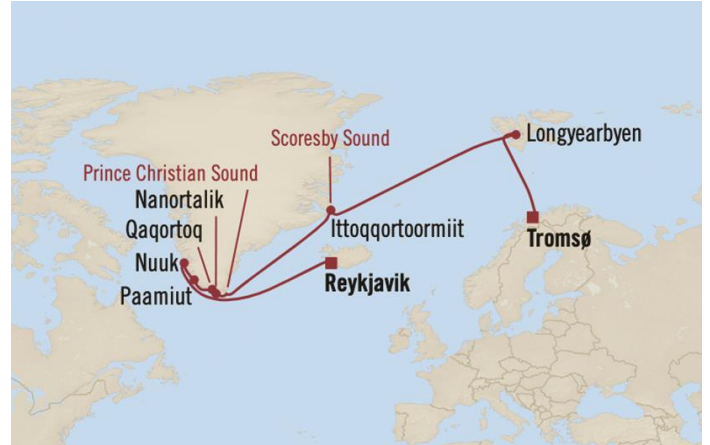 Longyearbyen
Scoresby Sound
Prince Christian Sound
Nanortalik
Qaqortoq
Ittoqqortoormiit
Tromsø
Nuuk
Reykjavik
Paamiut